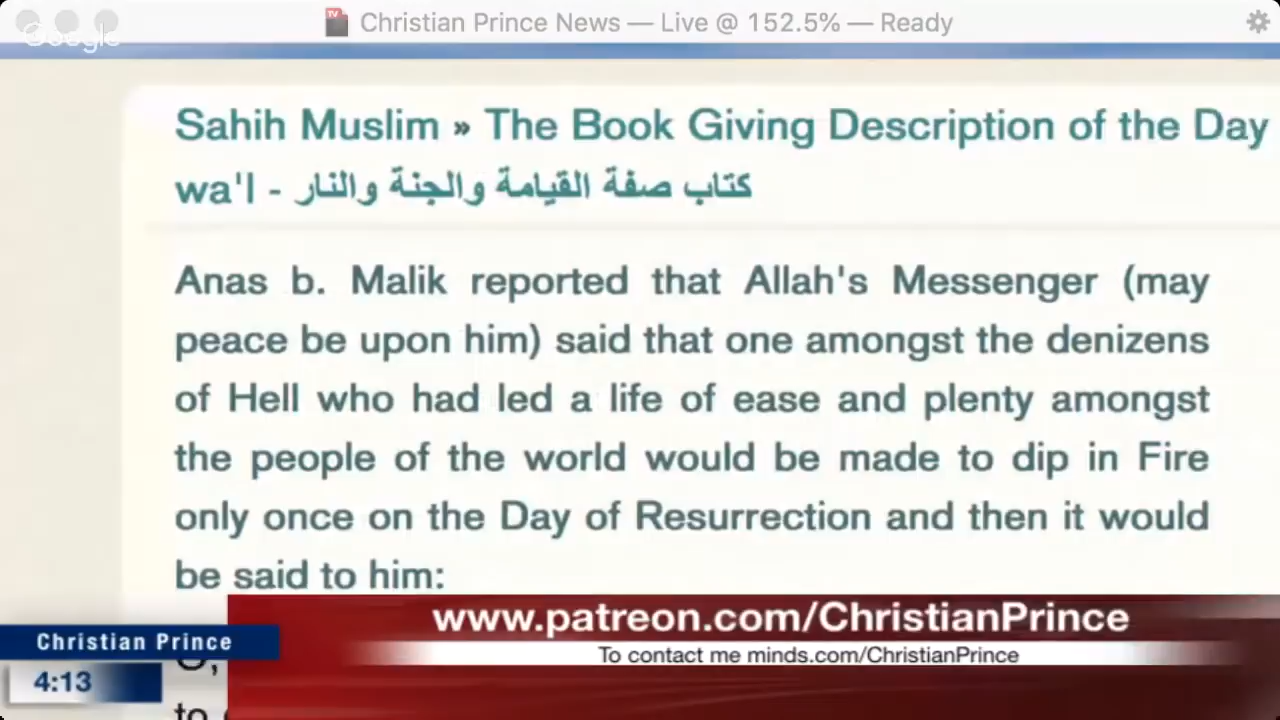 Christian Prince News — Live @ 152.5% — Ready
Google
Sahih Muslim » The Book Giving Description of the Day
wa'l - كتاب صفة القيامة والجنة والنار
Anas b. Malik reported that Allah's Messenger (may
peace be upon him) said that one amongst the denizens
of Hell who had led a life of ease and plenty amongst
the people of the world would be made to dip in Fire
only once on the Day of Resurrection and then it would
be said to him:
www.patreon.com/ChristianPrince
Christian Prince
To contact me minds.com/ChristianPrince
4:13
to